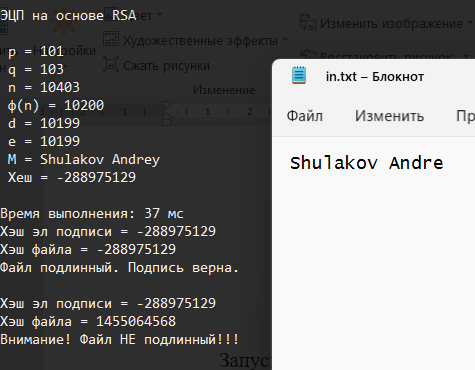 ЭЦП на основе RSA
Художественные эффекты
Сжать рисунки
Изменение
Изменить изображение
Восстановить рисунок
p = 101
q = 103
n = 10403
ф(n) = 10200
d = 10199
e = 10199
M = Shulakov Andrey
Хеш = -288975129
Время выполнения: 37 мс
Хэш эл подписи = -288975129
Хэш файла = -288975129
Файл подлинный. Подпись верна.
Хэш эл подписи = -288975129
Хэш файла = 1455064568
Внимание! Файл НЕ подлинный!!!
Запус
in.txt – Блокнот
Файл Изменить
Shulakov Andre